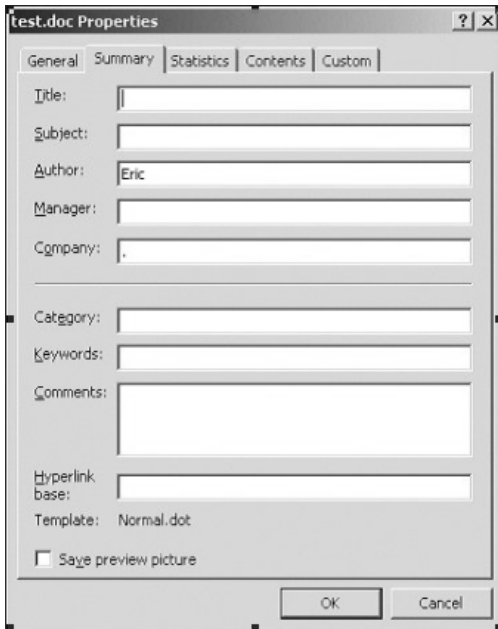 test.doc Properties
General Summary Statistics Contents Custom
Title:
Subject:
Author: Eric
Manager:
Company: .
Category:
Keywords:
Comments:
Hyperlink
base:
Template: Normal.dot
Save preview picture
OK Cancel